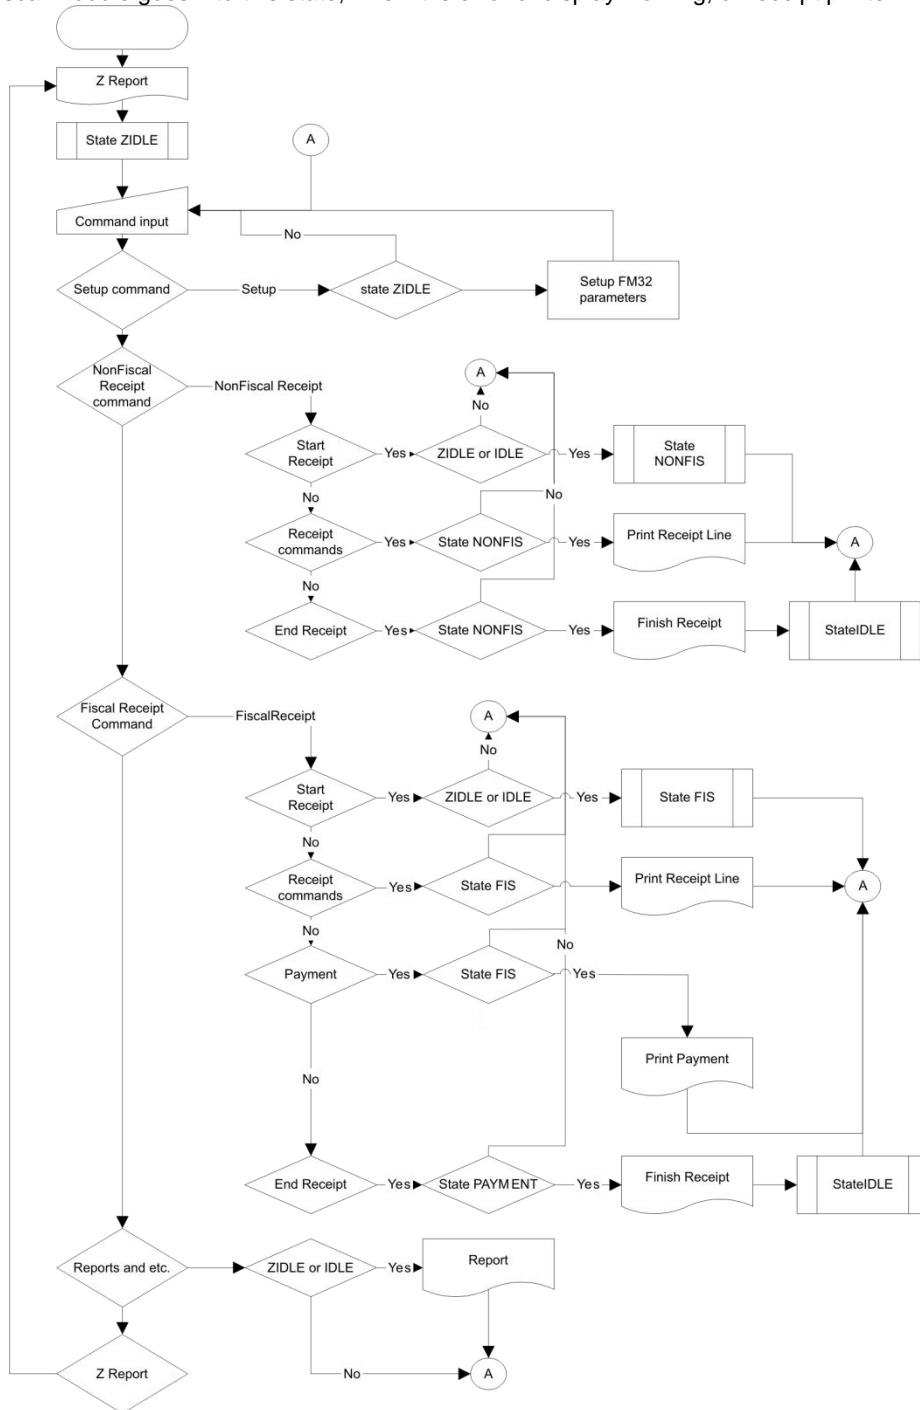 Z Report
State ZIDLE
A
Command input
No
Setup command
Setup
state ZIDLE
Setup FM32
parameters
NonFiscal
Receipt
command
NonFiscal Receipt
A
No
Start
Receipt
Yes
ZIDLE or IDLE
Yes
State
NONFIS
No
No
Receipt
commands
Yes
State NONFIS
Yes
Print Receipt Line
A
No
End Receipt
Yes
State NONFIS
Yes
Finish Receipt
StateIDLE
Fiscal Receipt
Command
FiscalReceipt
A
No
Start
Receipt
Yes
ZIDLE or IDLE
Yes
State FIS
No
Receipt
commands
Yes
State FIS
Yes
Print Receipt Line
A
No
No
Payment
Yes
State FIS
Yes
Print Payment
No
End Receipt
Yes
State PAYMENT
Yes
Finish Receipt
StateIDLE
Reports and etc.
ZIDLE or IDLE
Yes
Report
Z Report
No
A